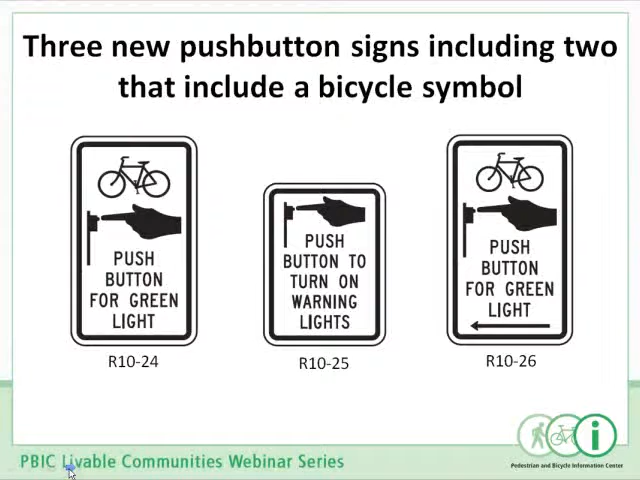 Three new pushbutton signs including two
that include a bicycle symbol
PUSH
BUTTON
FOR GREEN
LIGHT
R10-24
PUSH
BUTTON TO
TURN ON
WARNING
LIGHTS
R10-25
PUSH
BUTTON
FOR GREEN
LIGHT
R10-26
PBIC Livable Communities Webinar Series
i
Pedestrian and Bicycle Information Center